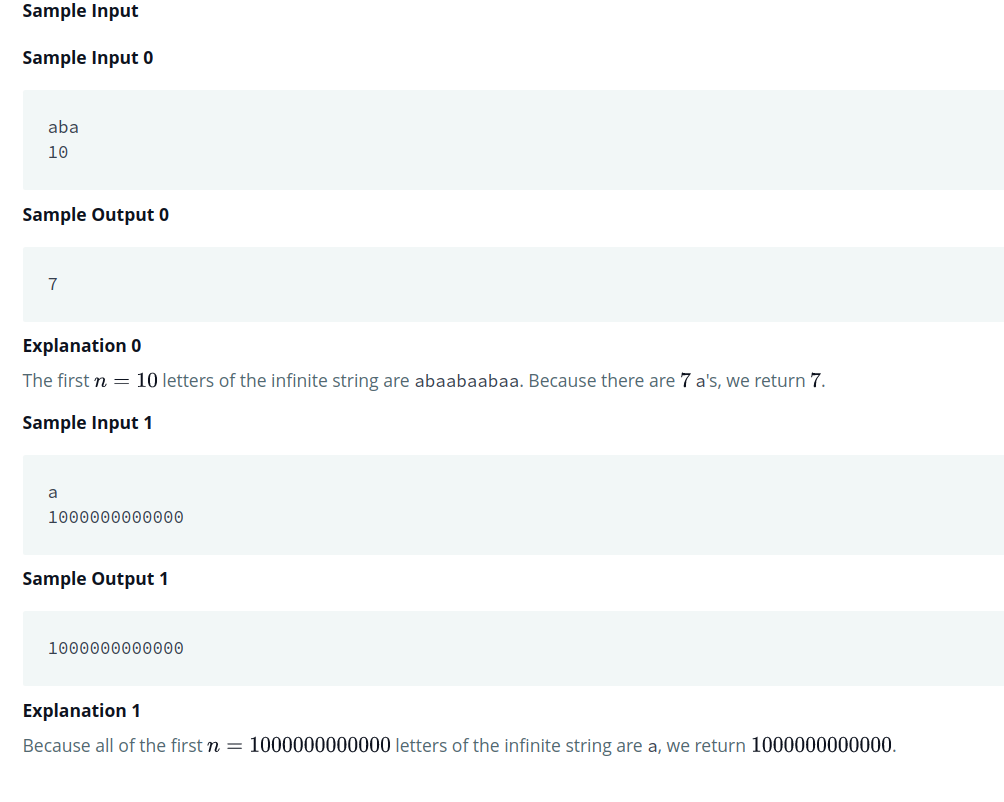 Sample Input
Sample Input 0
aba
10
Sample Output 0
7
Explanation 0
The first n = 10 letters of the infinite string are abaabaabaa. Because there are 7 a's, we return 7.
Sample Input 1
a
1000000000000
Sample Output 1
1000000000000
Explanation 1
Because all of the first n = 1000000000000 letters of the infinite string are a, we return 1000000000000.